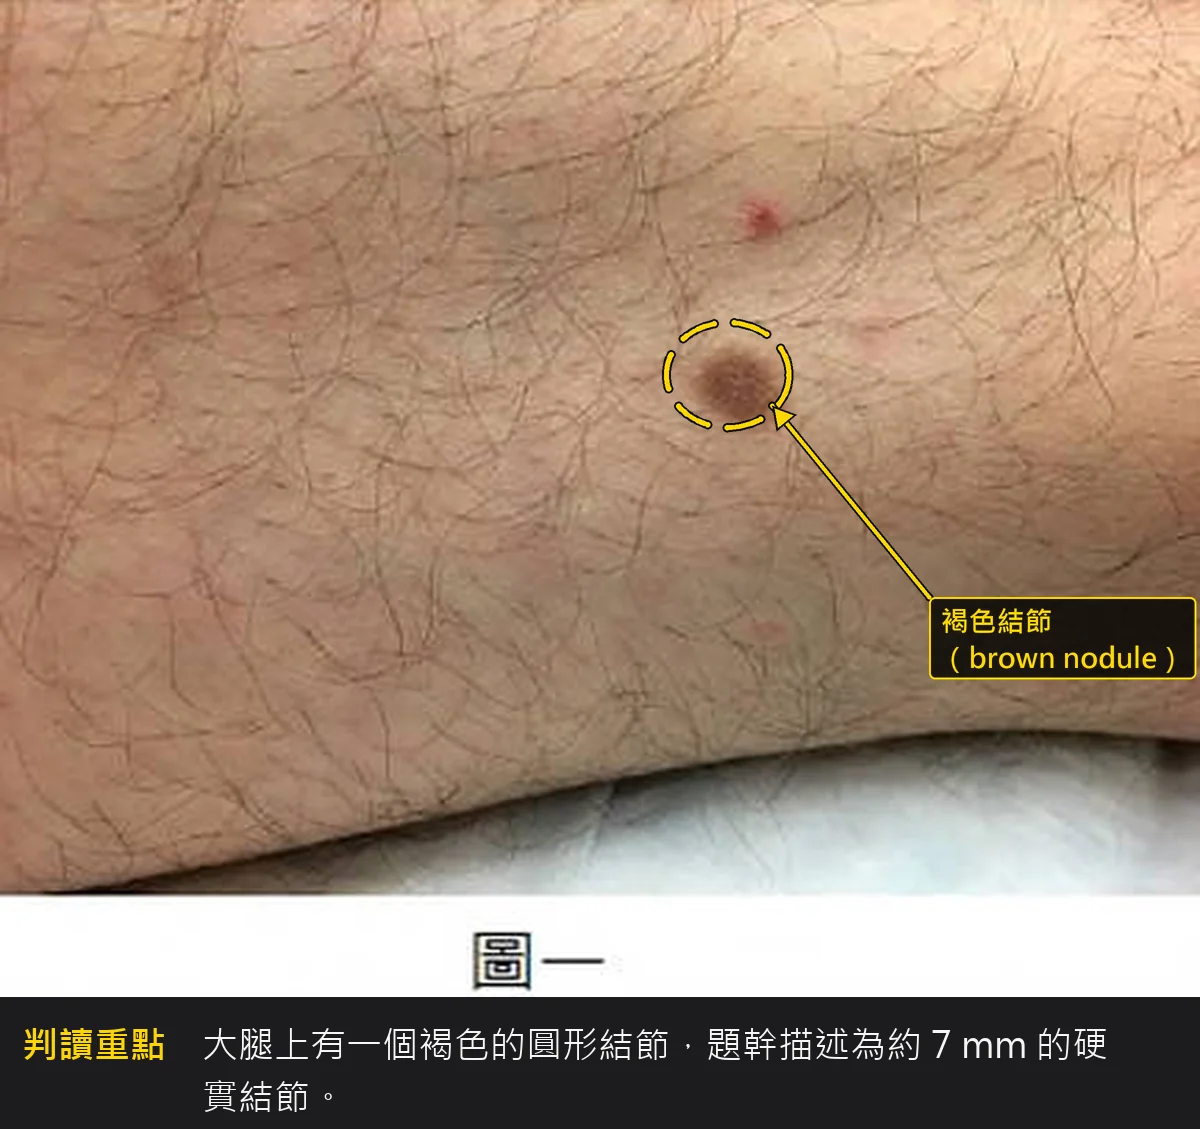 褐色結節
（brown nodule）
圖一
判讀重點 大腿上有一個褐色的圓形結節，題幹描述為約 7 mm 的硬
實結節。